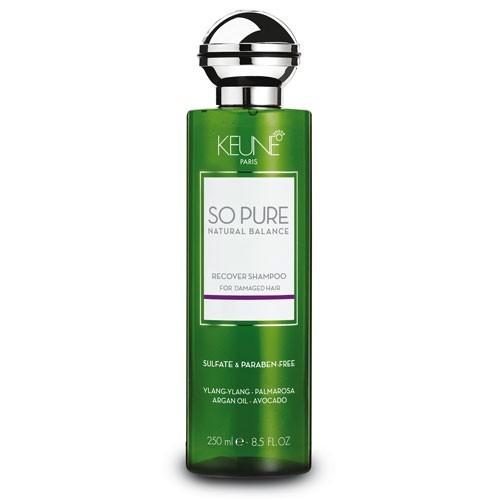 KEUNE
PARIS
SO PURE
NATURAL BALANCE
RECOVER SHAMPOO
FOR DAMAGED HAIR
SULFATE & PARABEN-FREE
YLANG-YLANG - PALMAROSA
ARGAN OIL - AVOCADO
250 ml ℮ - 8.5 FL.OZ